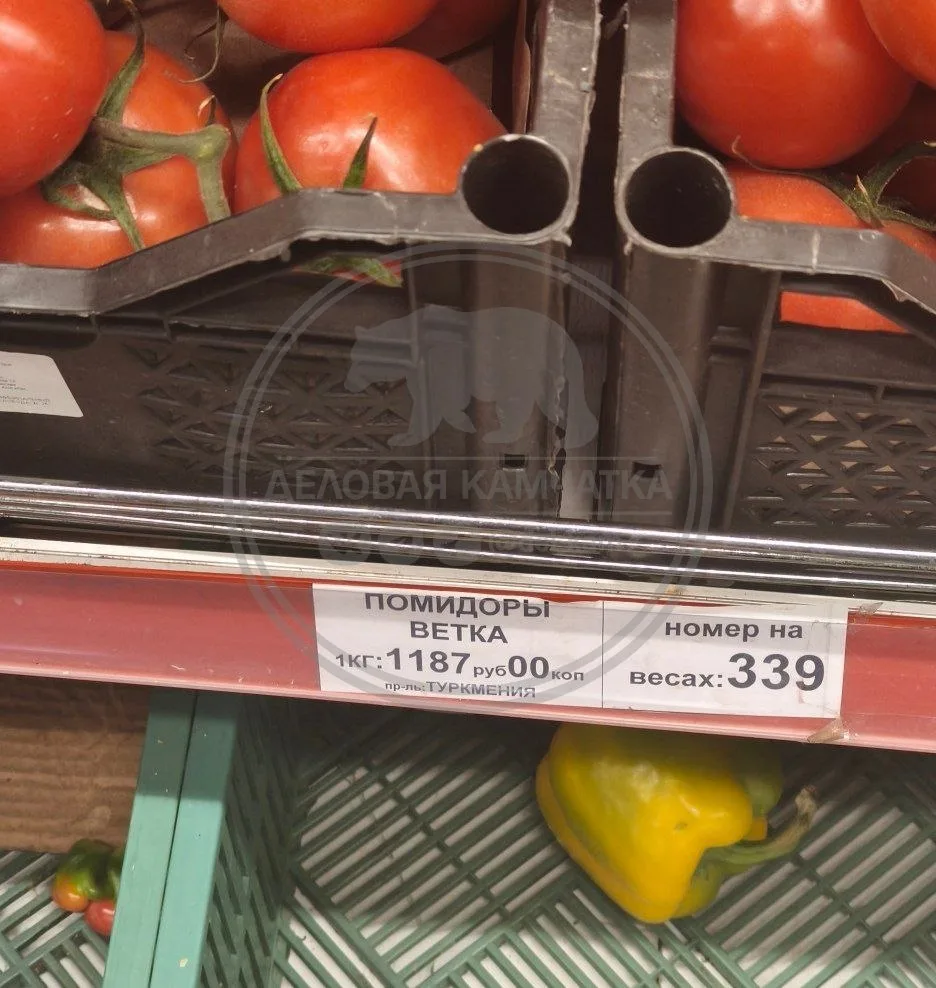 ДЕЛОВАЯ КАМЧАТКА
ПОМИДОРЫ
ВЕТКА
1КГ:1187руб00коп
пр-ль:ТУРКМЕНИЯ
номер на
весах:339